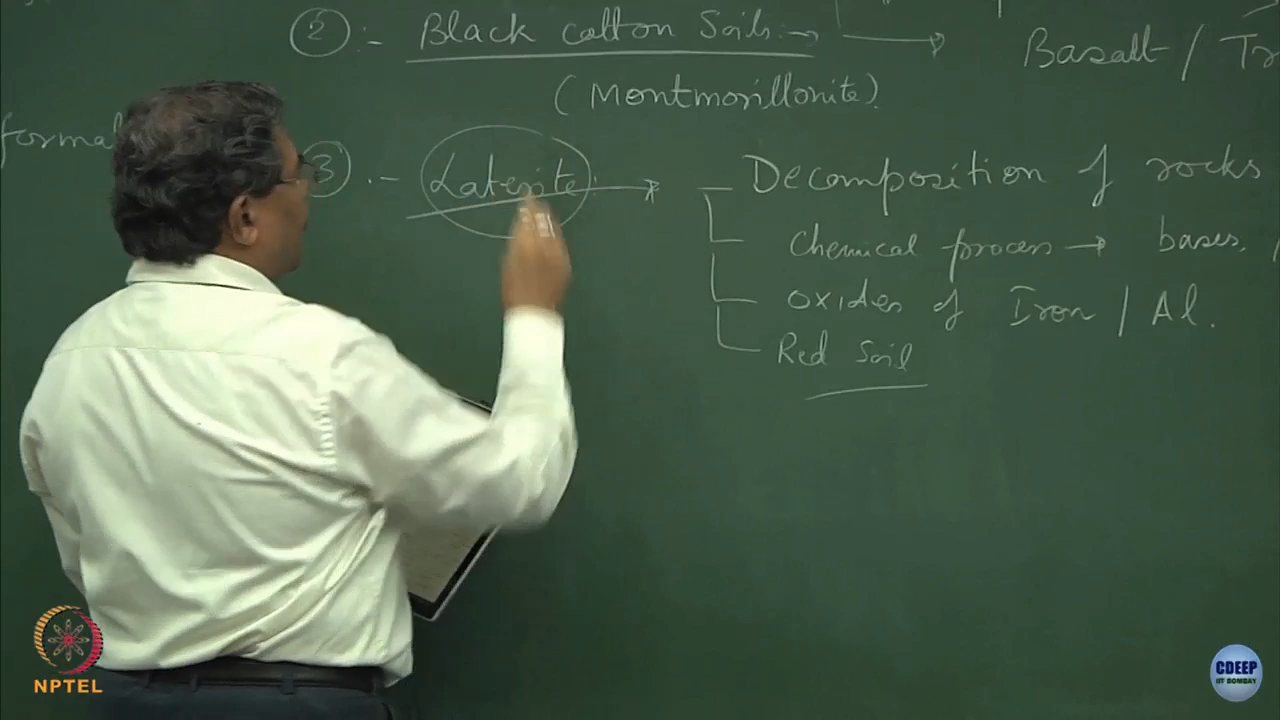 ② :- Black cotton Soils →
Basalt / Tr
(Montmorillonite).
formal
③ .- Laterite → - Decomposition of rocks
chemical process → bases.
oxides of Iron / Al.
Red Soil
NPTEL
CDEEP
IIT BOMBAY